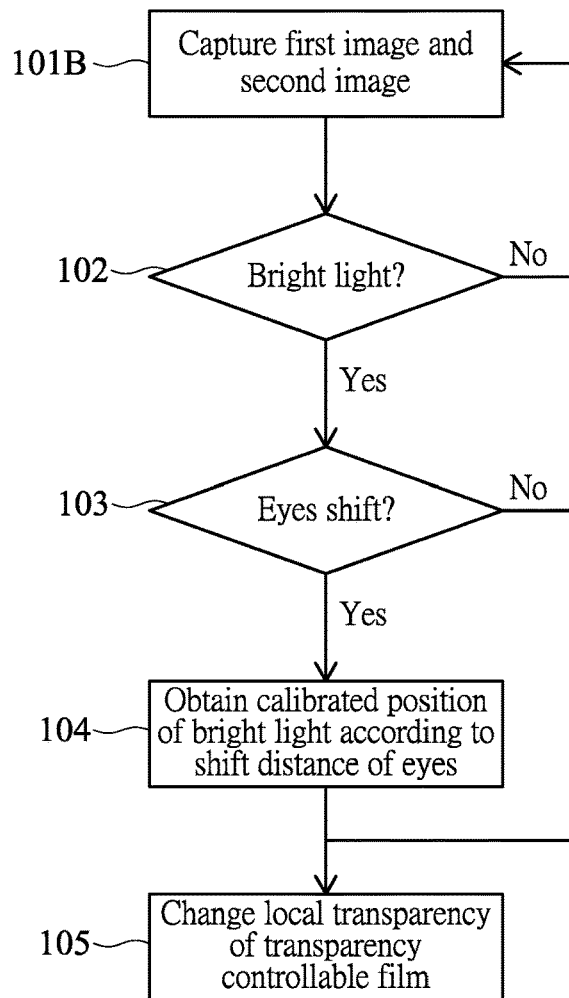 101B
Capture first image and
second image
102
Bright light?
No
Yes
103
Eyes shift?
No
Yes
104
Obtain calibrated position
of bright light according to
shift distance of eyes
105
Change local transparency
of transparency
controllable film